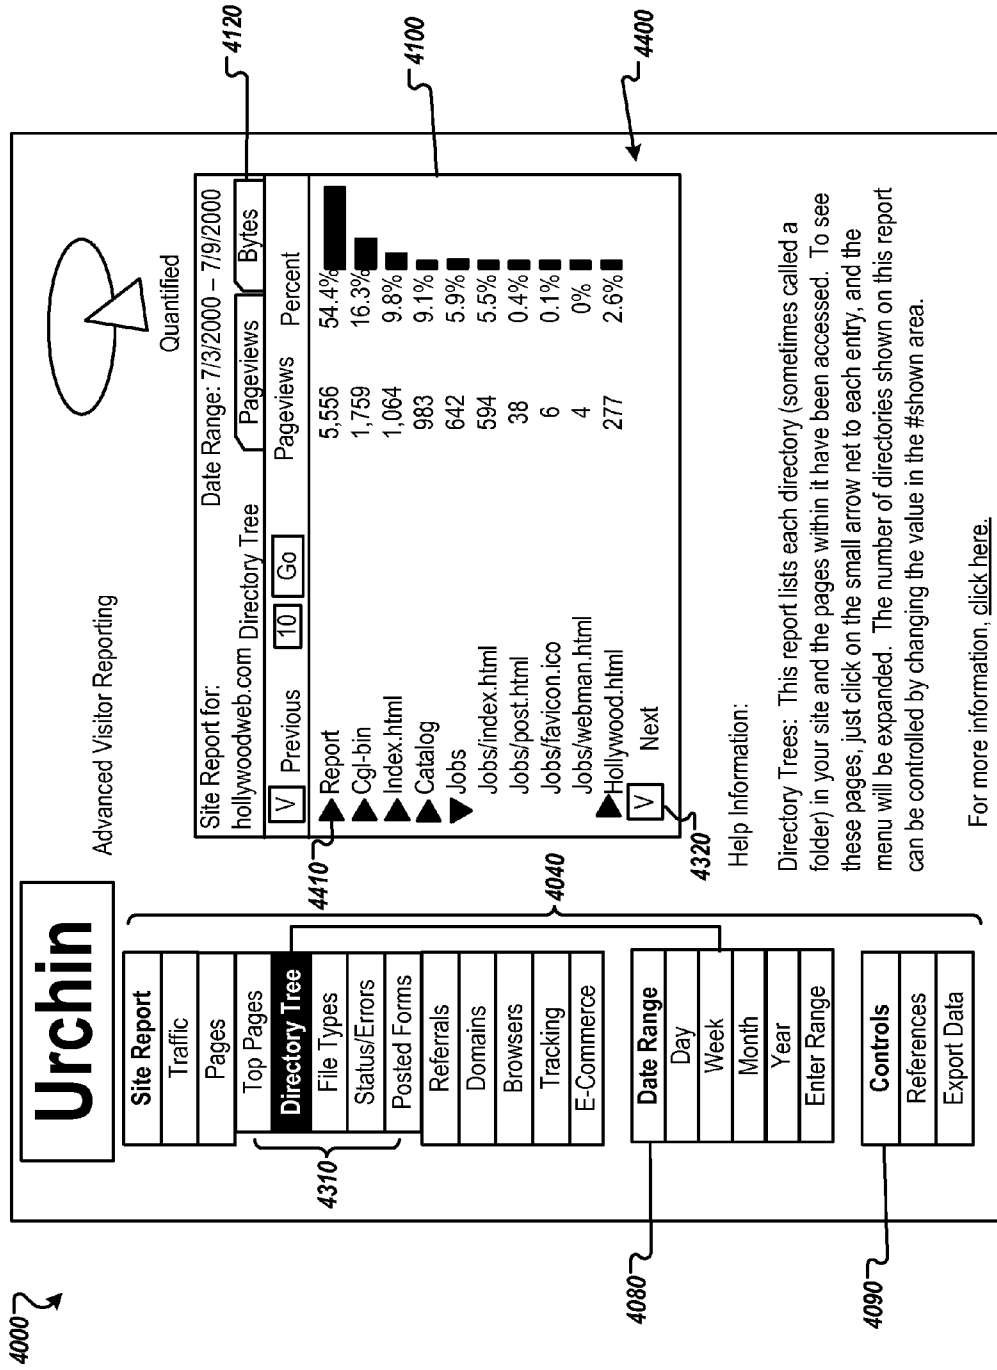 4000
Urchin
Advanced Visitor Reporting
Quantified
Site Report
Traffic
Pages
Top Pages
Directory Tree
File Types
Status/Errors
Posted Forms
Referrals
Domains
Browsers
Tracking
E-Commerce
4310
4040
Date Range
Day
Week
Month
Year
Enter Range
4080
Controls
References
Export Data
4090
Site Report for: Date Range: 7/3/2000 – 7/9/2000
hollywoodweb.com Directory Tree Pageviews Bytes
4120
V Previous 10 Go Pageviews Percent
Report 5,556 54.4%
Cgl-bin 1,759 16.3%
Index.html 1,064 9.8%
Catalog 983 9.1%
Jobs 642 5.9%
Jobs/index.html 594 5.5%
Jobs/post.html 38 0.4%
Jobs/favicon.ico 6 0.1%
Jobs/webman.html 4 0%
Hollywood.html 277 2.6%
V Next
4410
4100
4320
4400
Help Information:
Directory Trees: This report lists each directory (sometimes called a
folder) in your site and the pages within it have been accessed. To see
these pages, just click on the small arrow net to each entry, and the
menu will be expanded. The number of directories shown on this report
can be controlled by changing the value in the #shown area.
For more information, click here.